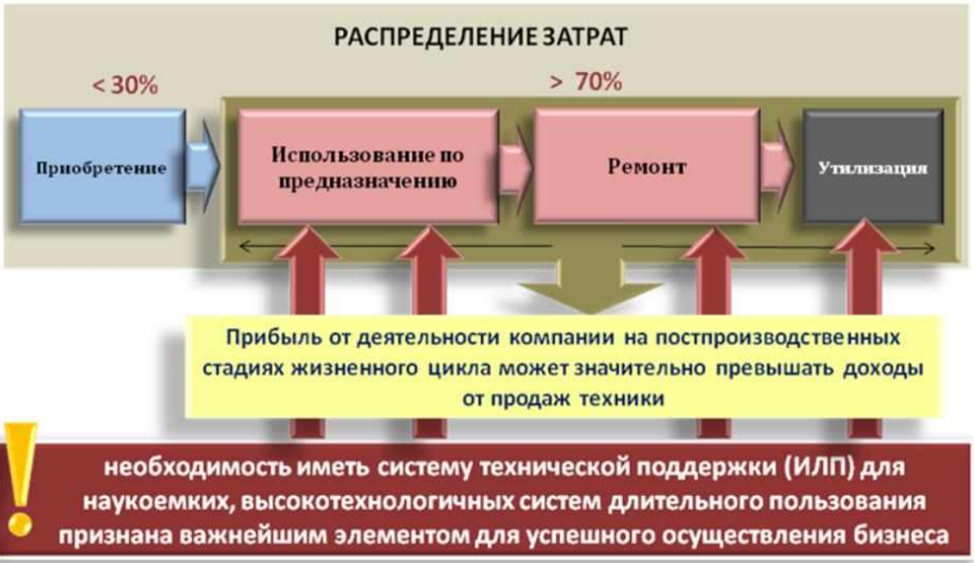 РАСПРЕДЕЛЕНИЕ ЗАТРАТ
< 30%
> 70%
Приобретение
Использование по
предназначению
Ремонт
Утилизация
Прибыль от деятельности компании на постпроизводственных
стадиях жизненного цикла может значительно превышать доходы
от продаж техники
!
необходимость иметь систему технической поддержки (ИЛП) для
наукоемких, высокотехнологичных систем длительного пользования
признана важнейшим элементом для успешного осуществления бизнеса